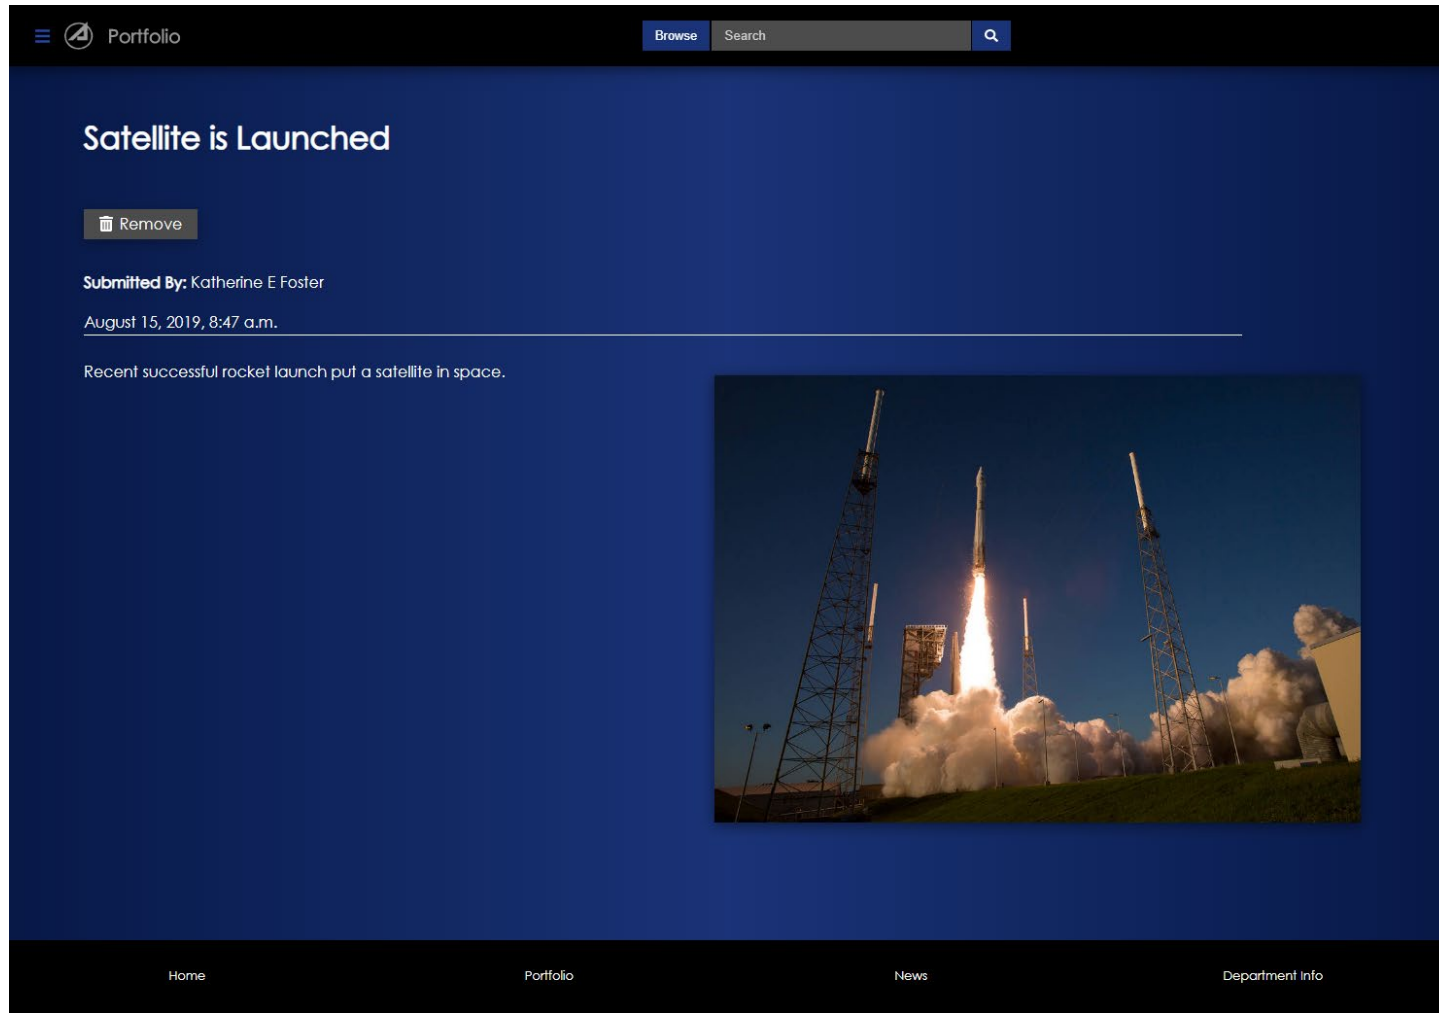 Portfolio
Browse Search
Satellite is Launched
Remove
Submitted By: Katherine E Foster
August 15, 2019, 8:47 a.m.
Recent successful rocket launch put a satellite in space.
Home Portfolio News Department Info